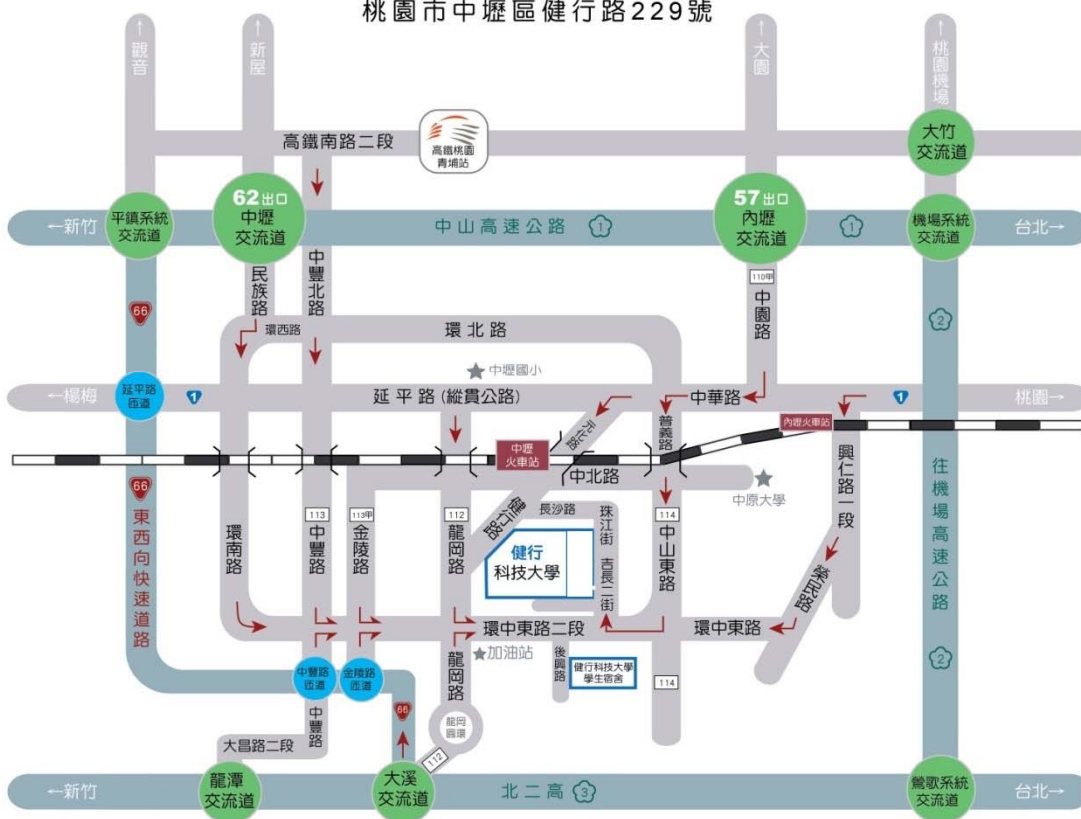 桃園市中壢區健行路229號
←觀音
←新屋
←大園
←桃園機場
高鐵南路二段
高鐵桃園
青埔站
大竹
交流道
←新竹
平鎮系統
交流道
62出口
中壢
交流道
中山高速公路
1
57出口
內壢
交流道
1
機場系統
交流道
台北→
66
民族路
中豐北路
110甲
中園路
2
環西路
環北路
中壢國小
←楊梅
延平路
匝道
1
延平路(縱貫公路)
中華路
1
桃園→
元化路
普義路
內壢火車站
中壢
火車站
中北路
中原大學
66
東西向快速道路
環南路
113
中豐路
113甲
金陵路
112
龍岡路
健行路
長沙路
珠江街
吉長二街
114
中山東路
興仁路一段
往機場高速公路
健行
科技大學
榮民路
環中東路二段
環中東路
加油站
中豐路
匝道
金陵路
匝道
龍岡路
後興路
健行科技大學
學生宿舍
114
2
66
中豐路
龍岡
圓環
大昌路二段
112
←新竹
龍潭
交流道
大溪
交流道
北二高
3
鶯歌系統
交流道
台北→